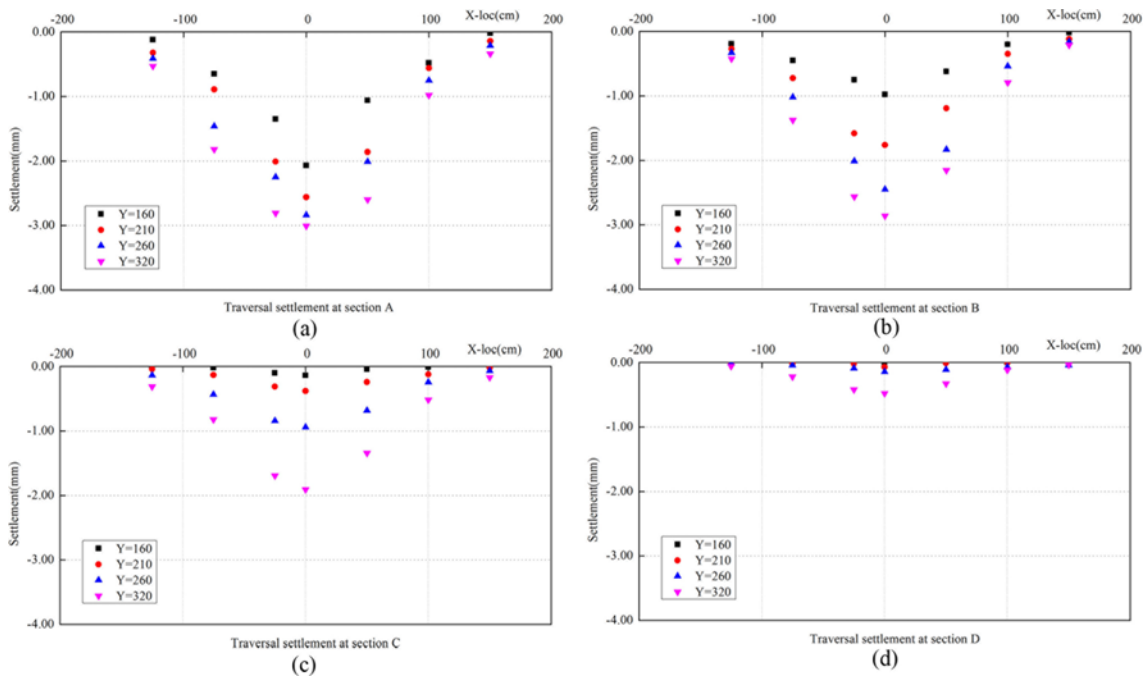 -200 -100 0 100 X-loc(cm) 200
0.00
-1.00
-2.00
-3.00
-4.00
Settlement(mm)
Y=160
Y=210
Y=260
Y=320
Traversal settlement at section A
(a)
-200 -100 0 100 X-loc(cm) 200
0.00
-1.00
-2.00
-3.00
-4.00
Settlement(mm)
Y=160
Y=210
Y=260
Y=320
Traversal settlement at section B
(b)
-200 -100 0 100 X-loc(cm) 200
0.00
-1.00
-2.00
-3.00
-4.00
Settlement(mm)
Y=160
Y=210
Y=260
Y=320
Traversal settlement at section C
(c)
-200 -100 0 100 X-loc(cm) 200
0.00
-1.00
-2.00
-3.00
-4.00
Settlement(mm)
Y=160
Y=210
Y=260
Y=320
Traversal settlement at section D
(d)